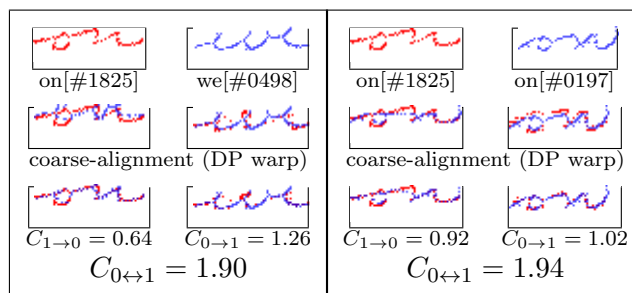 on[#1825] we[#0498]
coarse-alignment (DP warp)
C1→0 = 0.64 C0→1 = 1.26
C0↔1 = 1.90
on[#1825] on[#0197]
coarse-alignment (DP warp)
C1→0 = 0.92 C0→1 = 1.02
C0↔1 = 1.94